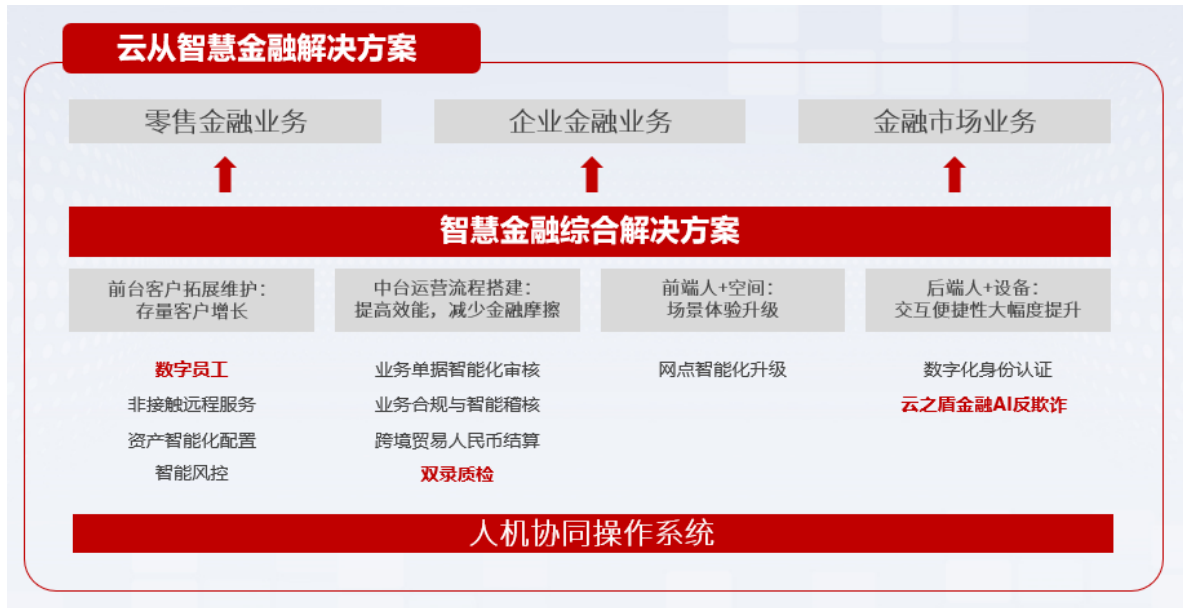 云从智慧金融解决方案
零售金融业务
企业金融业务
金融市场业务
智慧金融综合解决方案
前台客户拓展维护：
存量客户增长
中台运营流程搭建：
提高效能，减少金融摩擦
前端人+空间：
场景体验升级
后端人+设备：
交互便捷性大幅度提升
数字员工
非接触远程服务
资产智能化配置
智能风控
业务单据智能化审核
业务合规与智能稽核
跨境贸易人民币结算
双录质检
网点智能化升级
数字化身份认证
云之盾金融AI反欺诈
人机协同操作系统